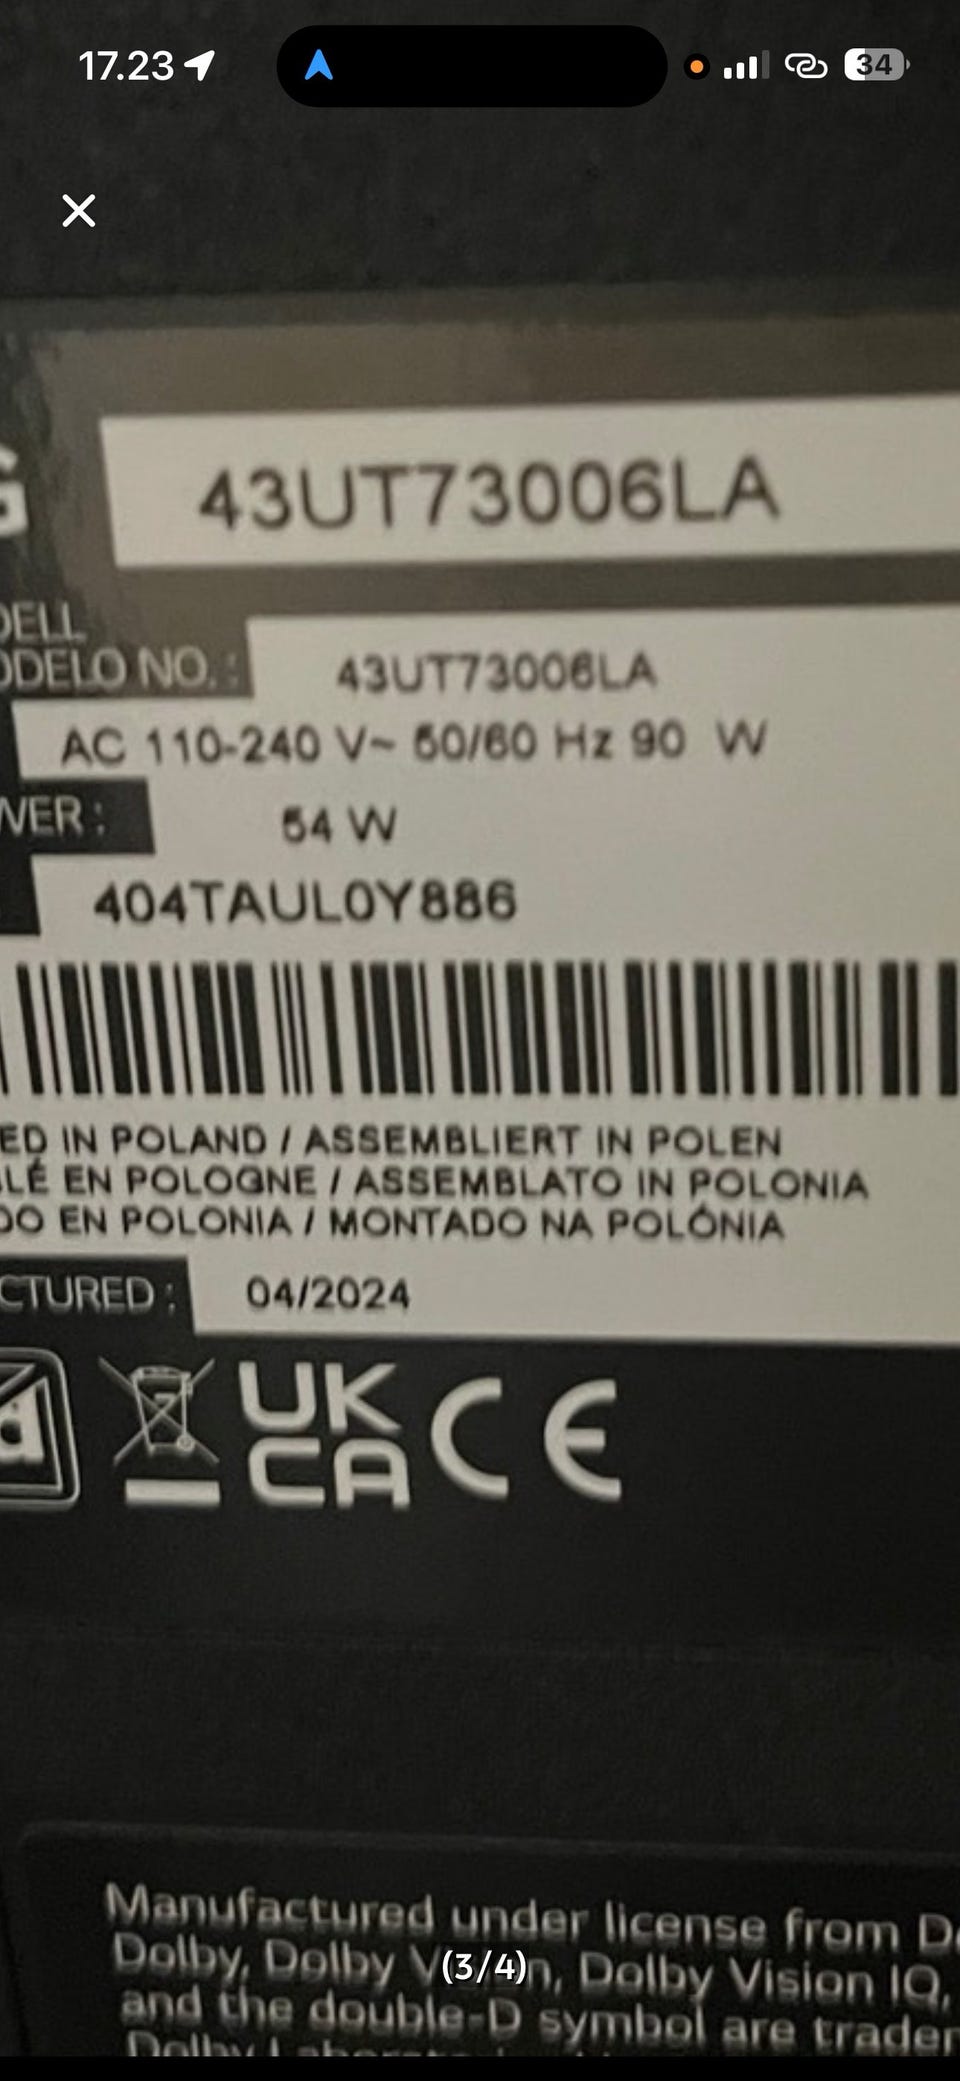 17.23
34
43UT73006LA
DELL
ODELO NO. : 43UT73006LA
AC 110-240 V~ 50/60 Hz 90 W
WER : 54 W
404TAUL0Y886
ED IN POLAND / ASSEMBLIERT IN POLEN
LÉ EN POLOGNE / ASSEMBLATO IN POLONIA
DO EN POLONIA / MONTADO NA POLÓNIA
CTURED : 04/2024
UK
CA CE
Manufactured under license from
Dolby, Dolby Vision, Dolby Vision IQ,
(3/4)
and the double-D symbol are trader